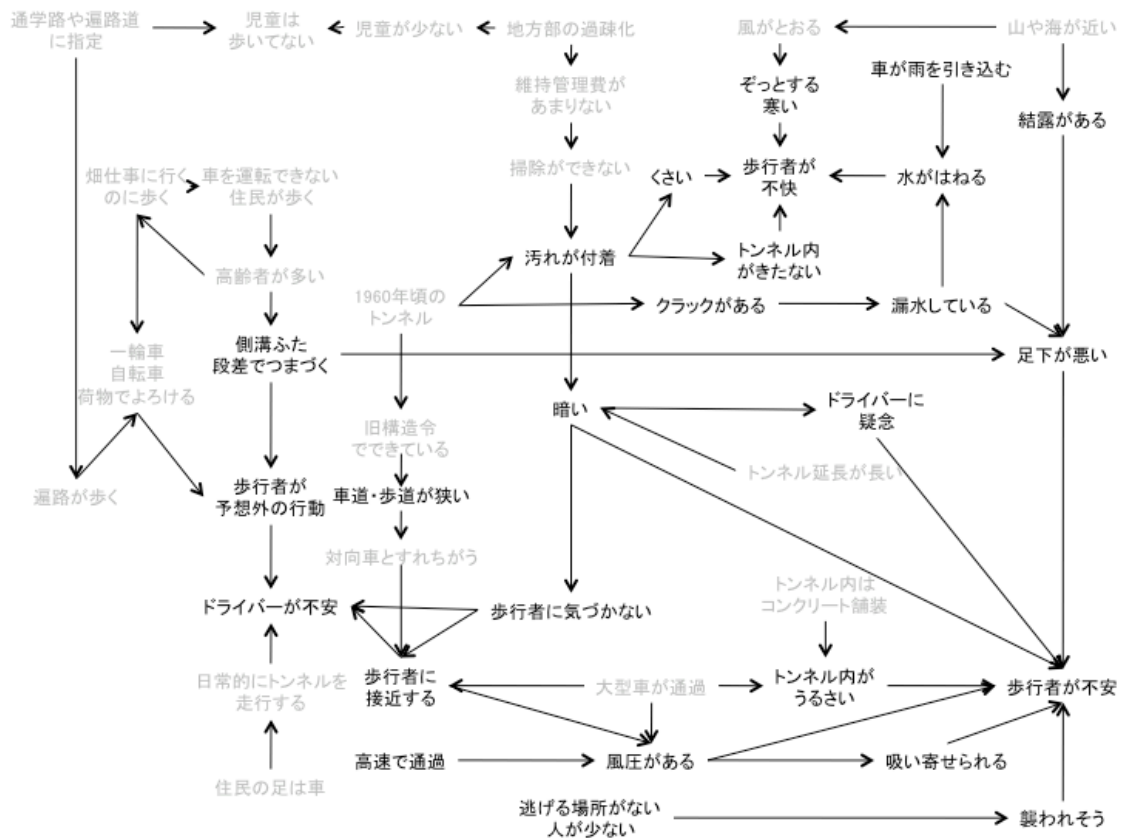 通学路や遍路道
に指定
児童は
歩いてない
児童が少ない
地方部の過疎化
風がとおる
山や海が近い
車が雨を引き込む
維持管理費が
あまりない
ぞっとする
寒い
結露がある
掃除ができない
畑仕事に行く
のに歩く
車を運転できない
住民が歩く
くさい
歩行者が
不快
水がはねる
汚れが付着
トンネル内
がきたない
高齢者が多い
1960年頃の
トンネル
クラックがある
漏水している
側溝ふた
段差でつまづく
足下が悪い
一輪車
自転車
荷物でよろける
暗い
ドライバーに
疑念
旧構造令
でできている
トンネル延長が長い
遍路が歩く
歩行者が
予想外の行動
車道・歩道が狭い
対向車とすれちがう
トンネル内は
コンクリート舗装
ドライバーが不安
歩行者に気づかない
日常的にトンネルを
走行する
歩行者に
接近する
大型車が通過
トンネル内が
うるさい
歩行者が不安
高速で通過
風圧がある
吸い寄せられる
住民の足は車
逃げる場所がない
人が少ない
襲われそう